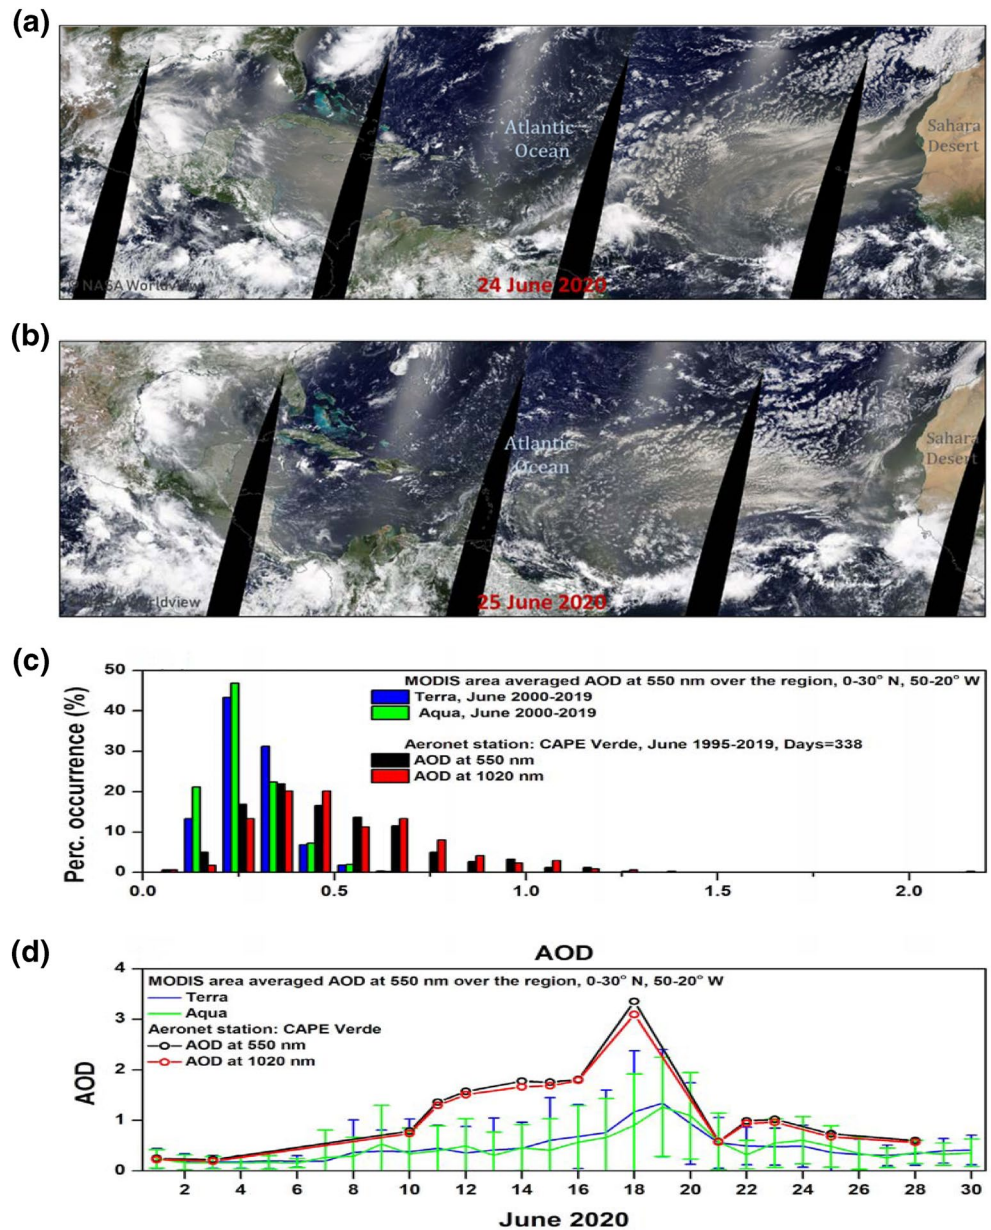 (a)
Atlantic
Ocean
Sahara
Desert
© NASA Worldview
24 June 2020
(b)
Atlantic
Ocean
Sahara
Desert
NASA Worldview
25 June 2020
(c)
Perc. occurrence (%)
50
40
30
20
10
0
MODIS area averaged AOD at 550 nm over the region, 0-30° N, 50-20° W
Terra, June 2000-2019
Aqua, June 2000-2019
Aeronet station: CAPE Verde, June 1995-2019, Days=338
AOD at 550 nm
AOD at 1020 nm
0.0 0.5 1.0 1.5 2.0
AOD
(d)
AOD
4
3
2
1
0
MODIS area averaged AOD at 550 nm over the region, 0-30° N, 50-20° W
Terra
Aqua
Aeronet station: CAPE Verde
AOD at 550 nm
AOD at 1020 nm
2 4 6 8 10 12 14 16 18 20 22 24 26 28 30
June 2020